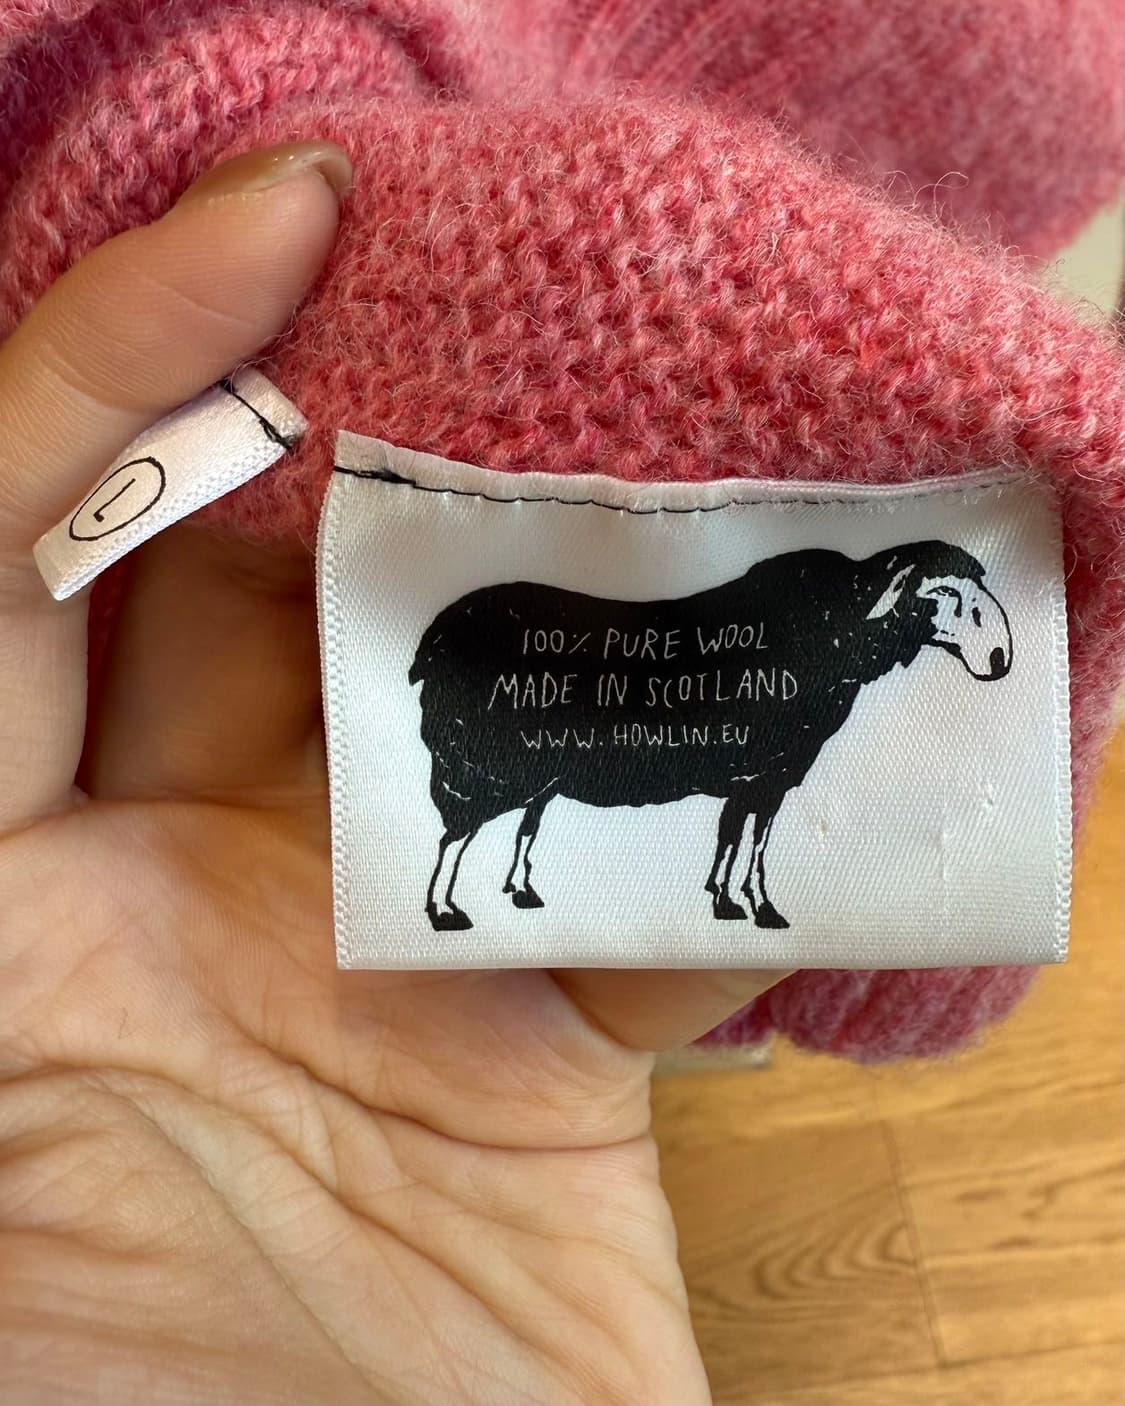 L
100% PURE WOOL
MADE IN SCOTLAND
WWW.HOWLIN.EU